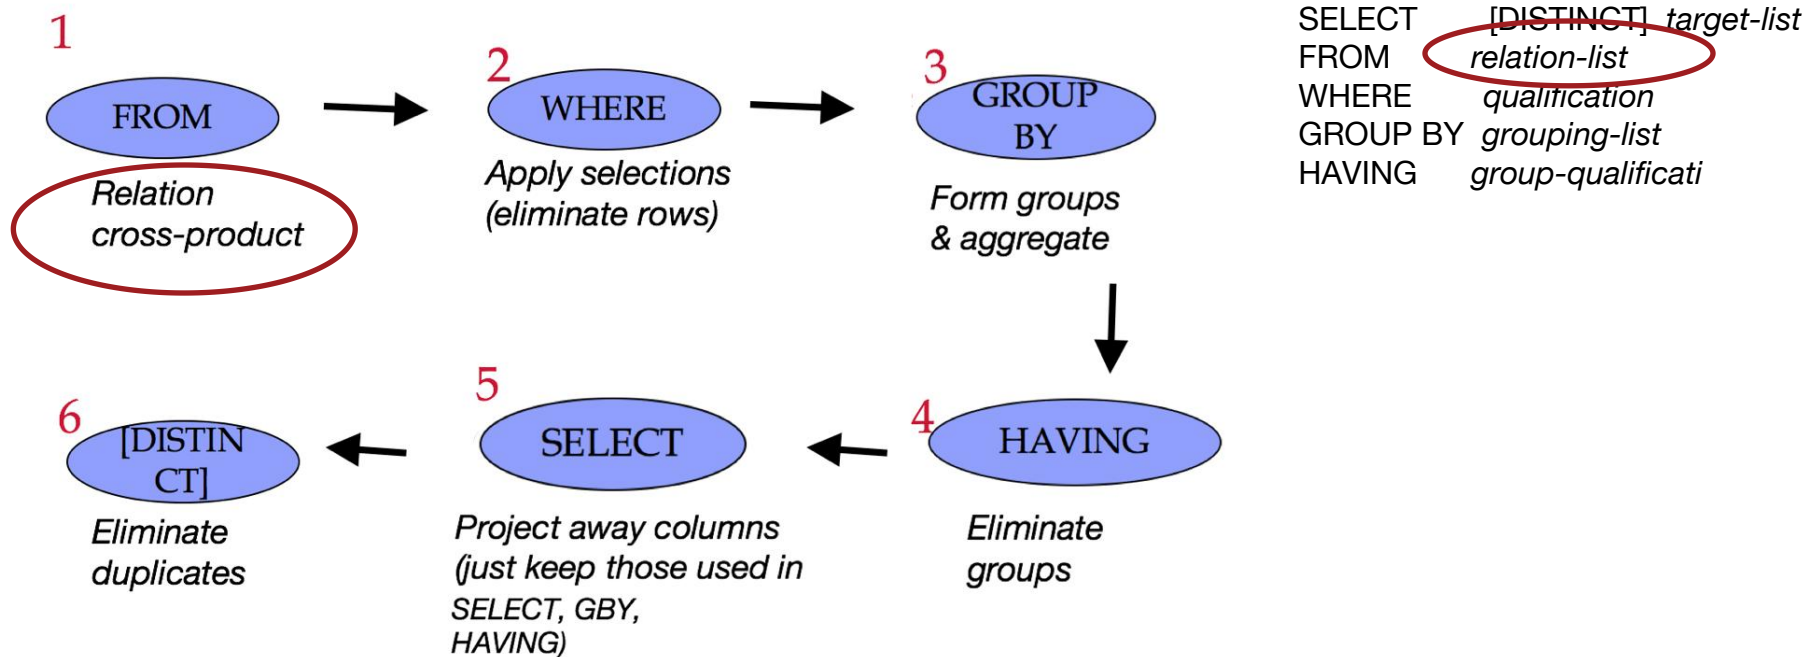 1
FROM
Relation
cross-product
2
WHERE
Apply selections
(eliminate rows)
3
GROUP
BY
Form groups
& aggregate
4
HAVING
Eliminate
groups
5
SELECT
Project away columns
(just keep those used in
SELECT, GBY,
HAVING)
6
[DISTIN
CT]
Eliminate
duplicates
SELECT [DISTINCT] target-list
FROM relation-list
WHERE qualification
GROUP BY grouping-list
HAVING group-qualificati